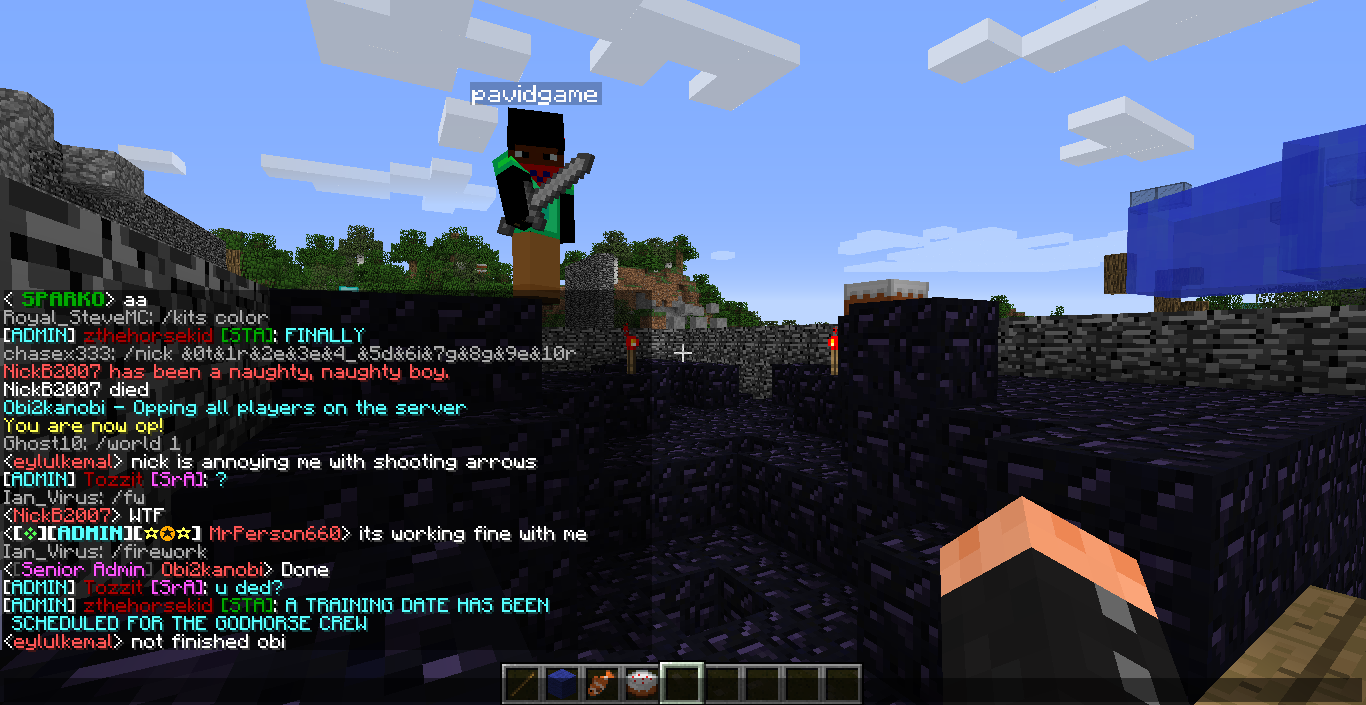 pavidgame
< SPARKO> aa
Royal_SteveMC: /kits color
[ADMIN] zthehorsekid [STA]: FINALLY
chasex333: /nick &0t&1r&2e&3e&4_&5d&6i&7g&8g&9e&10r
NickB2007 has been a naughty, naughty boy.
NickB2007 died
Obi2kanobi - Opping all players on the server
You are now op!
Ghost10: /world 1
<eylulkemal> nick is annoying me with shooting arrows
[ADMIN] Tozzit [SrA]: ?
Ian_Virus: /fw
<NickB2007> WTF
<[❖][ADMIN][☆✪☆] MrPerson660> its working fine with me
Ian_Virus: /firework
<[Senior Admin] Obi2kanobi> Done
[ADMIN] Tozzit [SrA]: u ded?
[ADMIN] zthehorsekid [STA]: A TRAINING DATE HAS BEEN
SCHEDULED FOR THE GODHORSE CREW
<eylulkemal> not finished obi